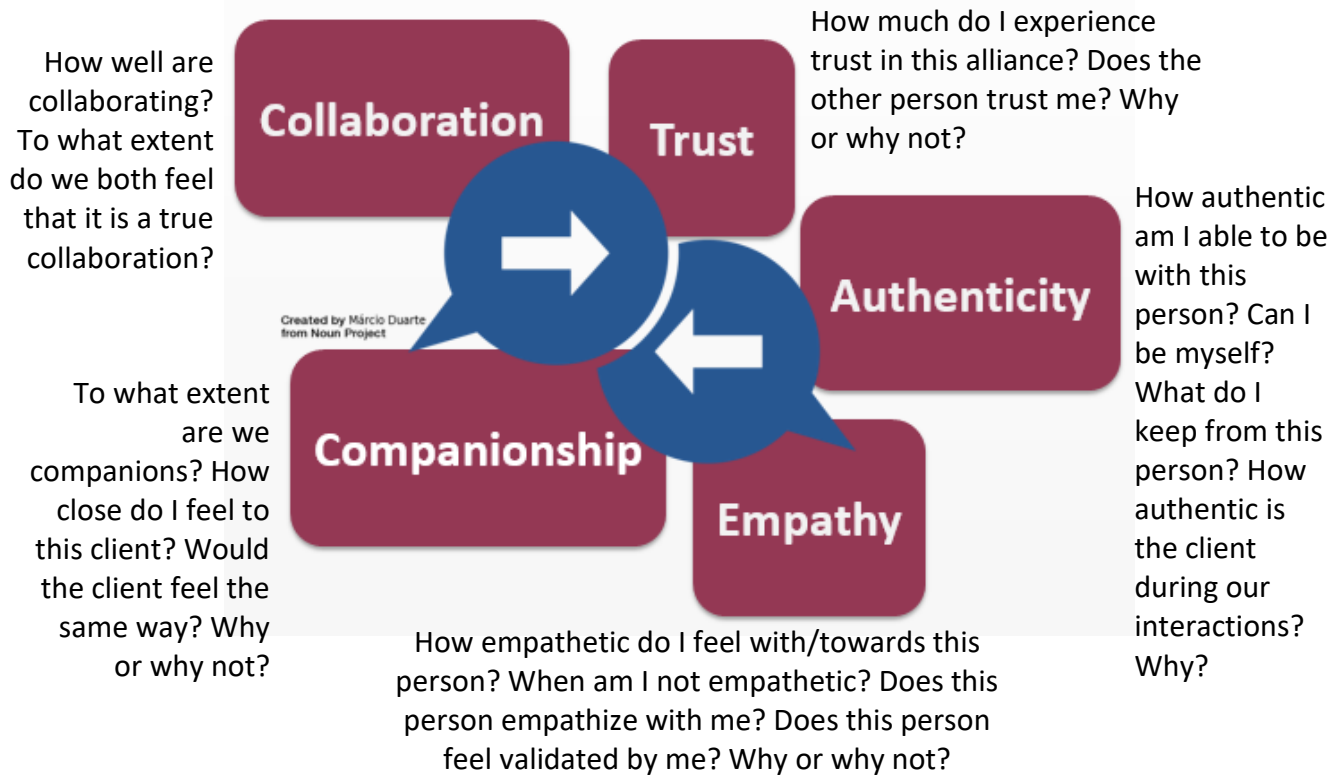 How well are
collaborating?
To what extent
do we both feel
that it is a true
collaboration?
Collaboration
Trust
How much do I experience
trust in this alliance? Does the
other person trust me? Why
or why not?
Authenticity
How authentic
am I able to be
with this
person? Can I
be myself?
What do I
keep from this
person? How
authentic is
the client
during our
interactions?
Why?
Created by Márcio Duarte
from Noun Project
To what extent
are we
companions? How
close do I feel to
this client? Would
the client feel the
same way? Why
or why not?
Companionship
Empathy
How empathetic do I feel with/towards this
person? When am I not empathetic? Does this
person empathize with me? Does this person
feel validated by me? Why or why not?